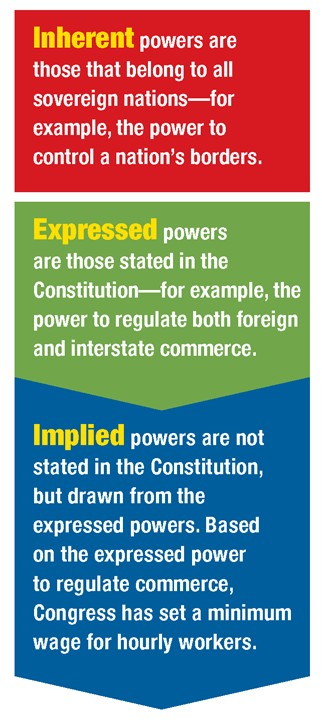 Inherent powers are
those that belong to all
sovereign nations—for
example, the power to
control a nation's borders.
Expressed powers
are those stated in the
Constitution—for example, the
power to regulate both foreign
and interstate commerce.
Implied powers are not
stated in the Constitution,
but drawn from the
expressed powers. Based
on the expressed power
to regulate commerce,
Congress has set a minimum
wage for hourly workers.